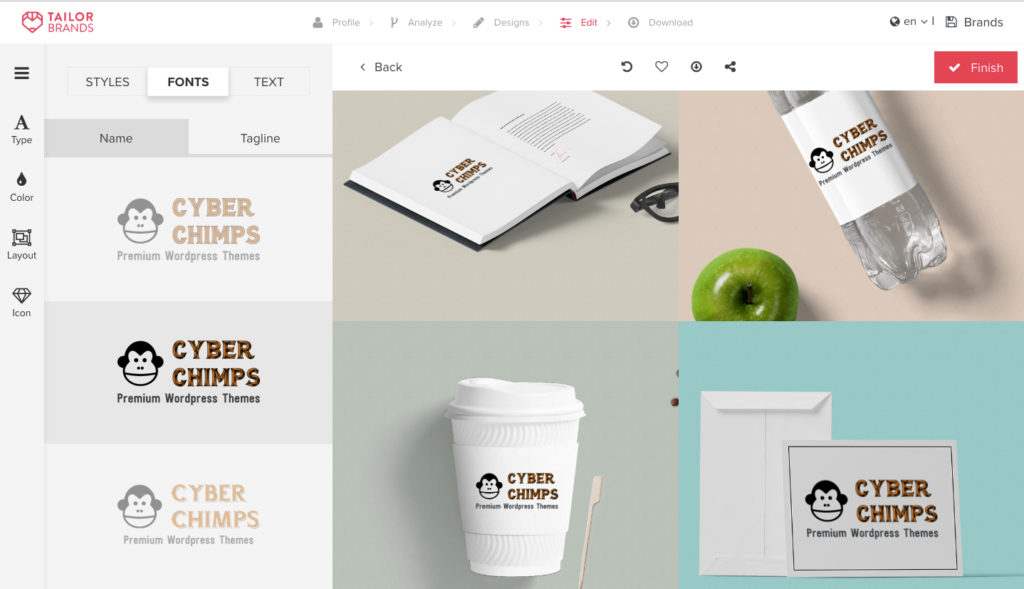 TAILOR
BRANDS
Profile
Analyze
Designs
Edit
Download
en
Brands
STYLES
FONTS
TEXT
Back
Finish
Name
Tagline
Type
Color
Layout
Icon
CYBER
CHIMPS
Premium Wordpress Themes
CYBER
CHIMPS
Premium Wordpress Themes
CYBER
CHIMPS
Premium Wordpress Themes
CYBER
CHIMPS
Premium Wordpress Themes
CYBER
CHIMPS
Premium Wordpress Themes
CYBER
CHIMPS
Premium Wordpress Themes
CYBER
CHIMPS
Premium Wordpress Themes